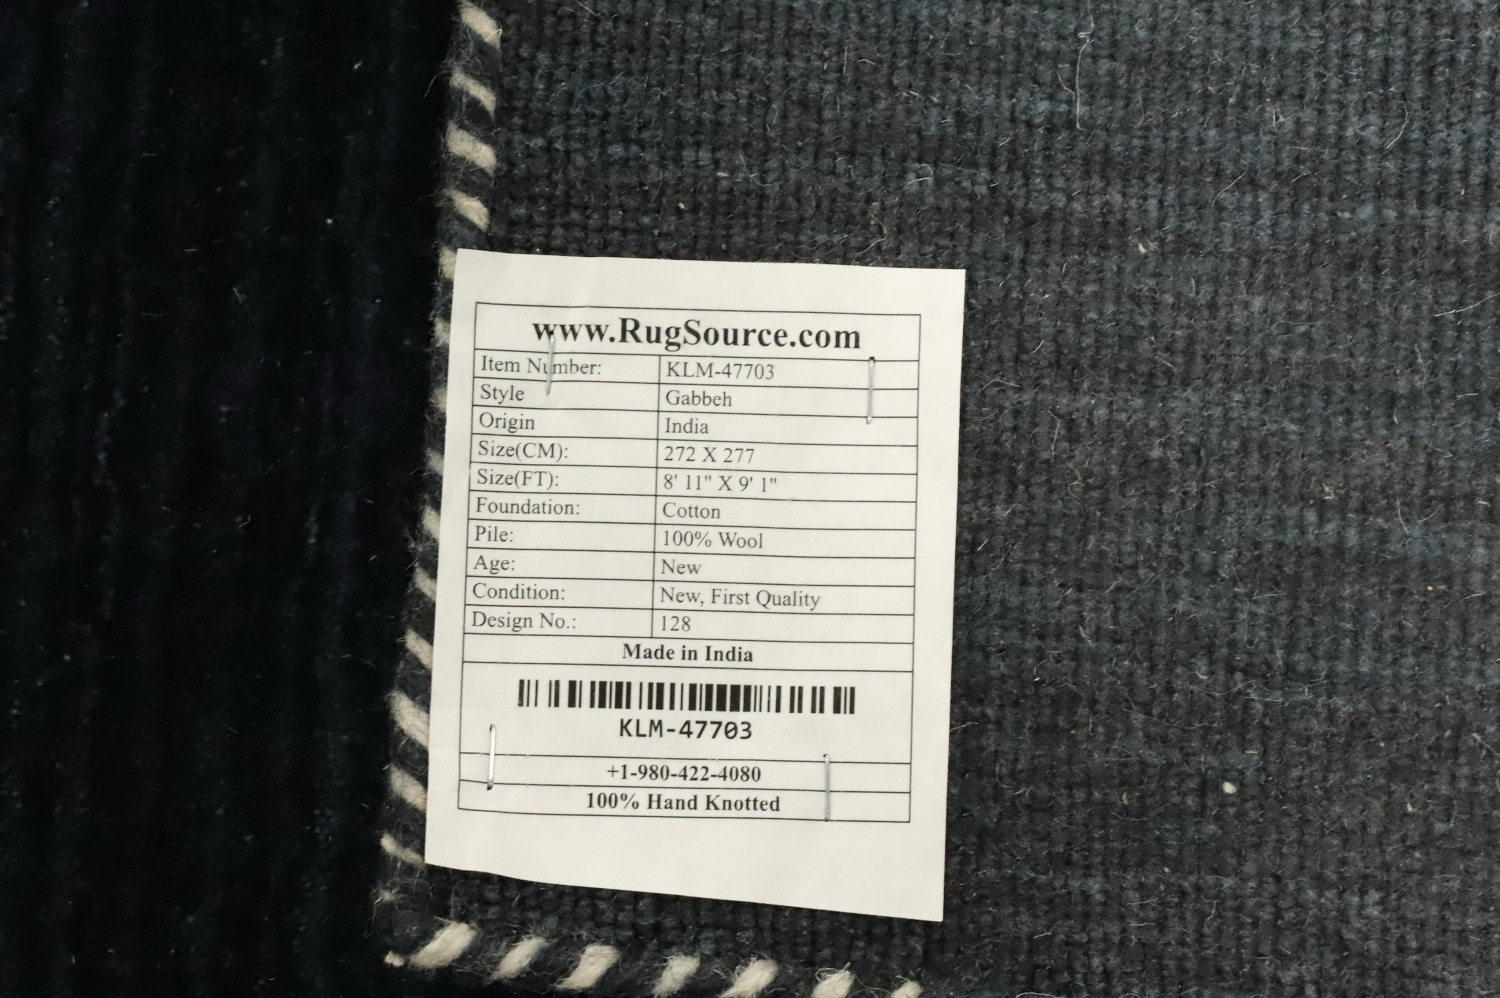 www.RugSource.com
Item Number: KLM-47703
Style Gabbeh
Origin India
Size(CM): 272 X 277
Size(FT): 8' 11" X 9' 1"
Foundation: Cotton
Pile: 100% Wool
Age: New
Condition: New, First Quality
Design No.: 128
Made in India
KLM-47703
+1-980-422-4080
100% Hand Knotted